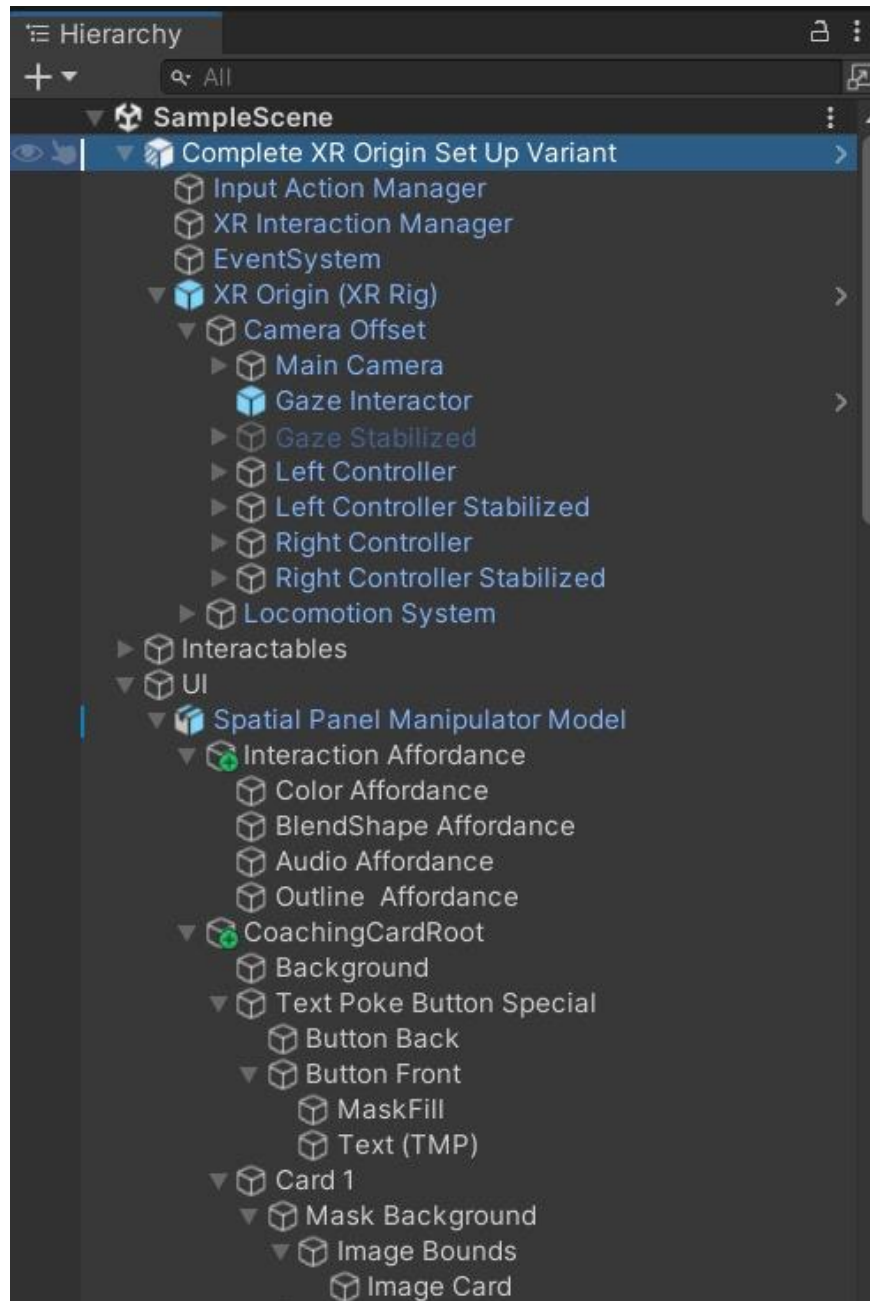 Hierarchy
All
SampleScene
Complete XR Origin Set Up Variant
Input Action Manager
XR Interaction Manager
EventSystem
XR Origin (XR Rig)
Camera Offset
Main Camera
Gaze Interactor
Gaze Stabilized
Left Controller
Left Controller Stabilized
Right Controller
Right Controller Stabilized
Locomotion System
Interactables
UI
Spatial Panel Manipulator Model
Interaction Affordance
Color Affordance
BlendShape Affordance
Audio Affordance
Outline  Affordance
CoachingCardRoot
Background
Text Poke Button Special
Button Back
Button Front
MaskFill
Text (TMP)
Card 1
Mask Background
Image Bounds
Image Card